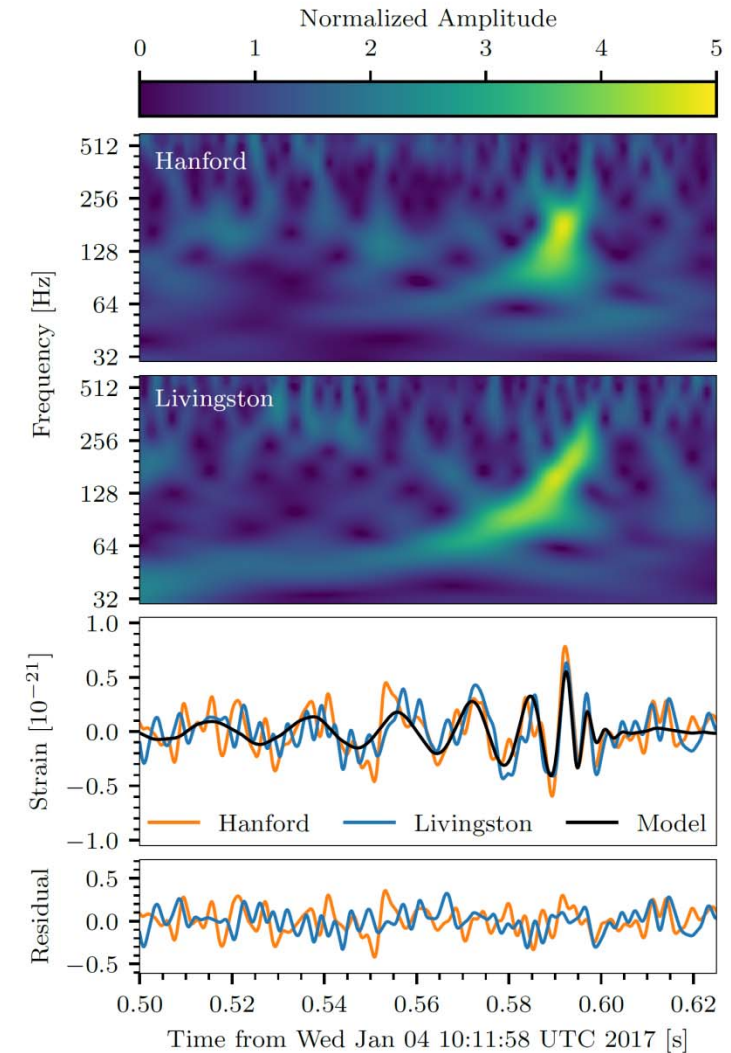 Normalized Amplitude
0 1 2 3 4 5
Hanford
512
256
128
64
32
Frequency [Hz]
Livingston
512
256
128
64
32
1.0
0.5
0.0
−0.5
−1.0
Strain [10⁻²¹]
Hanford Livingston Model
0.5
0.0
−0.5
Residual
0.50 0.52 0.54 0.56 0.58 0.60 0.62
Time from Wed Jan 04 10:11:58 UTC 2017 [s]